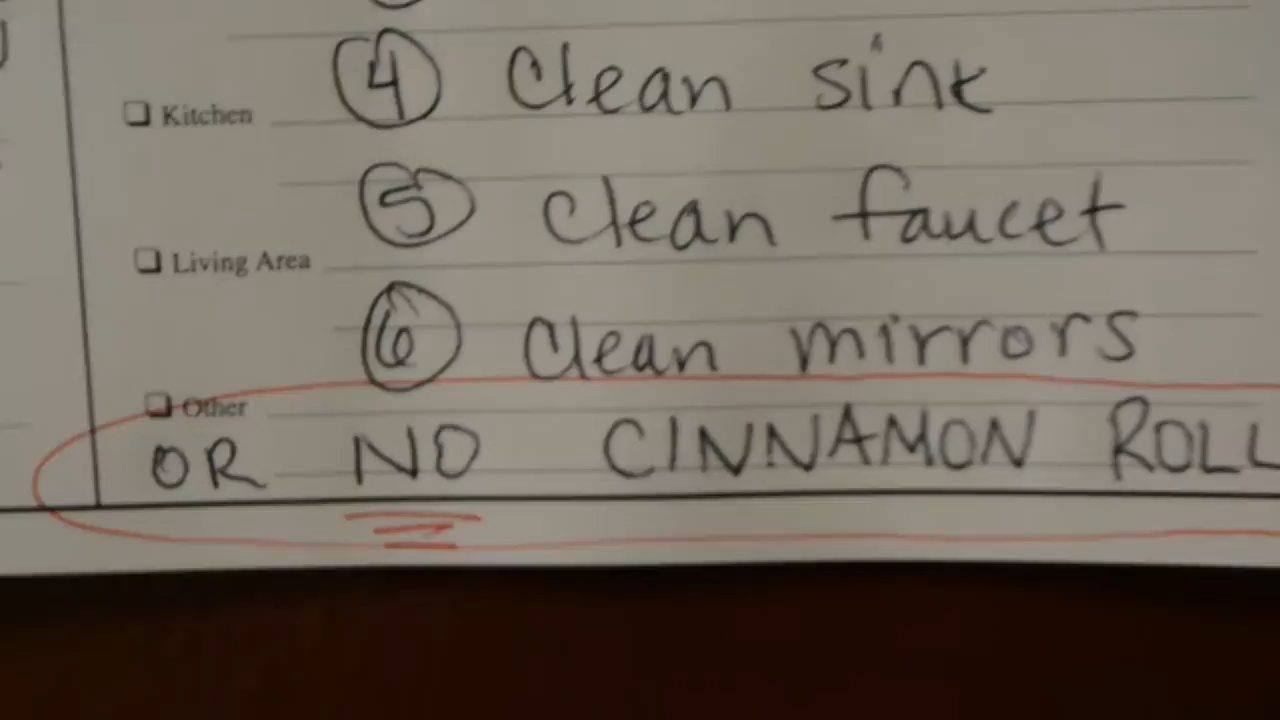 4 Clean sink
Kitchen
5 Clean faucet
Living Area
6 Clean mirrors
Other
OR NO CINNAMON ROLL